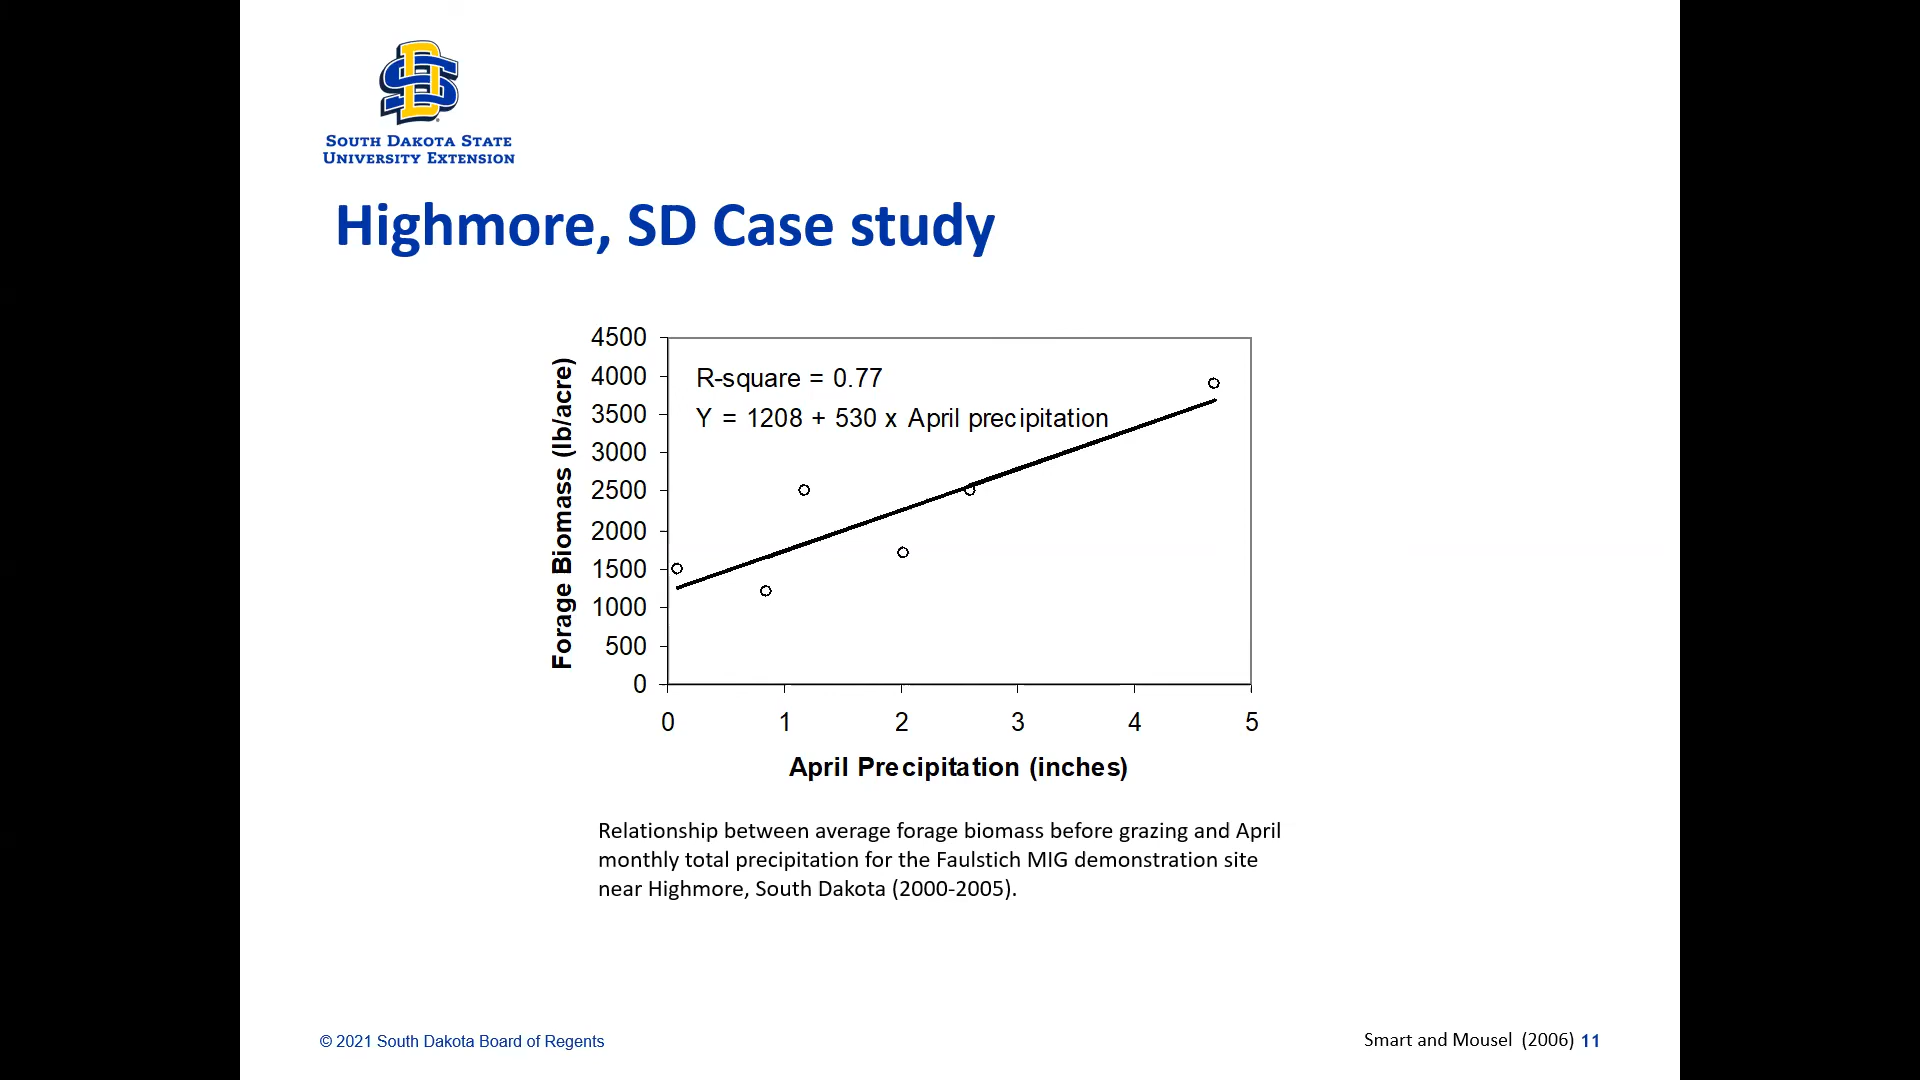 SOUTH DAKOTA STATE
UNIVERSITY EXTENSION
Highmore, SD Case study
Forage Biomass (lb/acre)
4500
4000
3500
3000
2500
2000
1500
1000
500
0
R-square = 0.77
Y = 1208 + 530 x April precipitation
0 1 2 3 4 5
April Precipitation (inches)
Relationship between average forage biomass before grazing and April
monthly total precipitation for the Faulstich MIG demonstration site
near Highmore, South Dakota (2000-2005).
© 2021 South Dakota Board of Regents
Smart and Mousel (2006) 11